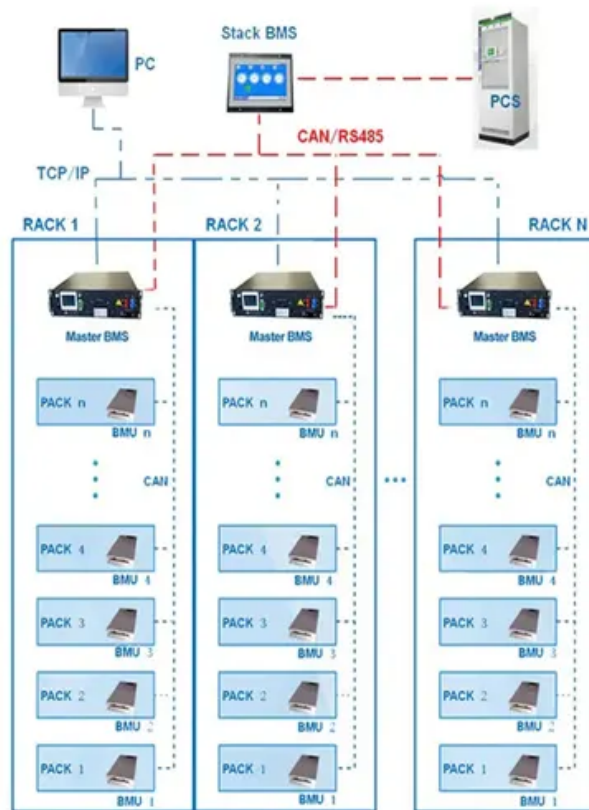 PC
Stack BMS
PCS
CAN/RS485
TCP/IP
RACK 1
RACK 2
RACK N
Master BMS
Master BMS
Master BMS
PACK n
BMU n
PACK n
BMU n
PACK n
BMU n
CAN
CAN
CAN
PACK 4
BMU 4
PACK 4
BMU 4
PACK 4
BMU 4
PACK 3
BMU 3
PACK 3
BMU 3
PACK 3
BMU 3
PACK 2
BMU 2
PACK 2
BMU 2
PACK 2
BMU 2
PACK 1
BMU 1
PACK 1
BMU 1
PACK 1
BMU 1